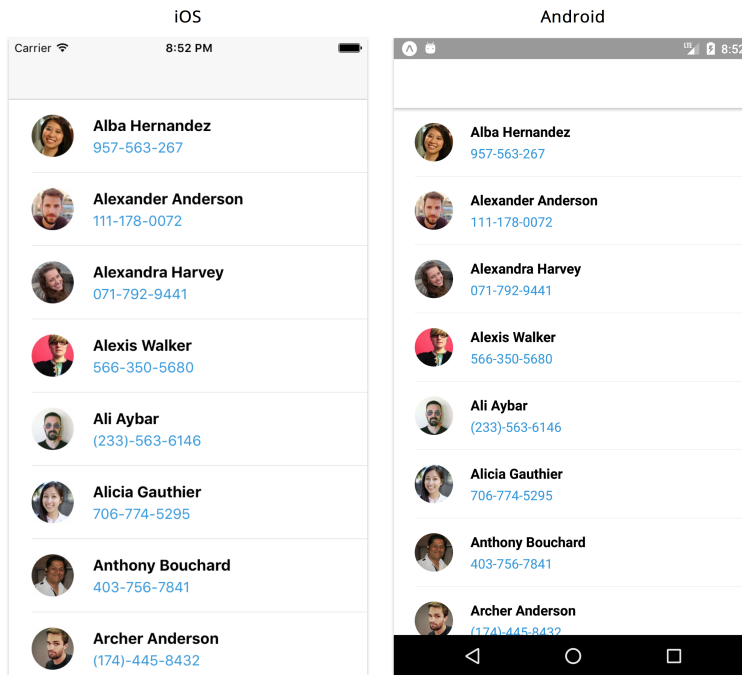 iOS
Carrier
8:52 PM
Alba Hernandez
957-563-267
Alexander Anderson
111-178-0072
Alexandra Harvey
071-792-9441
Alexis Walker
566-350-5680
Ali Aybar
(233)-563-6146
Alicia Gauthier
706-774-5295
Anthony Bouchard
403-756-7841
Archer Anderson
(174)-445-8432
Android
LTE
8:52
Alba Hernandez
957-563-267
Alexander Anderson
111-178-0072
Alexandra Harvey
071-792-9441
Alexis Walker
566-350-5680
Ali Aybar
(233)-563-6146
Alicia Gauthier
706-774-5295
Anthony Bouchard
403-756-7841
Archer Anderson
(174)-445-8432